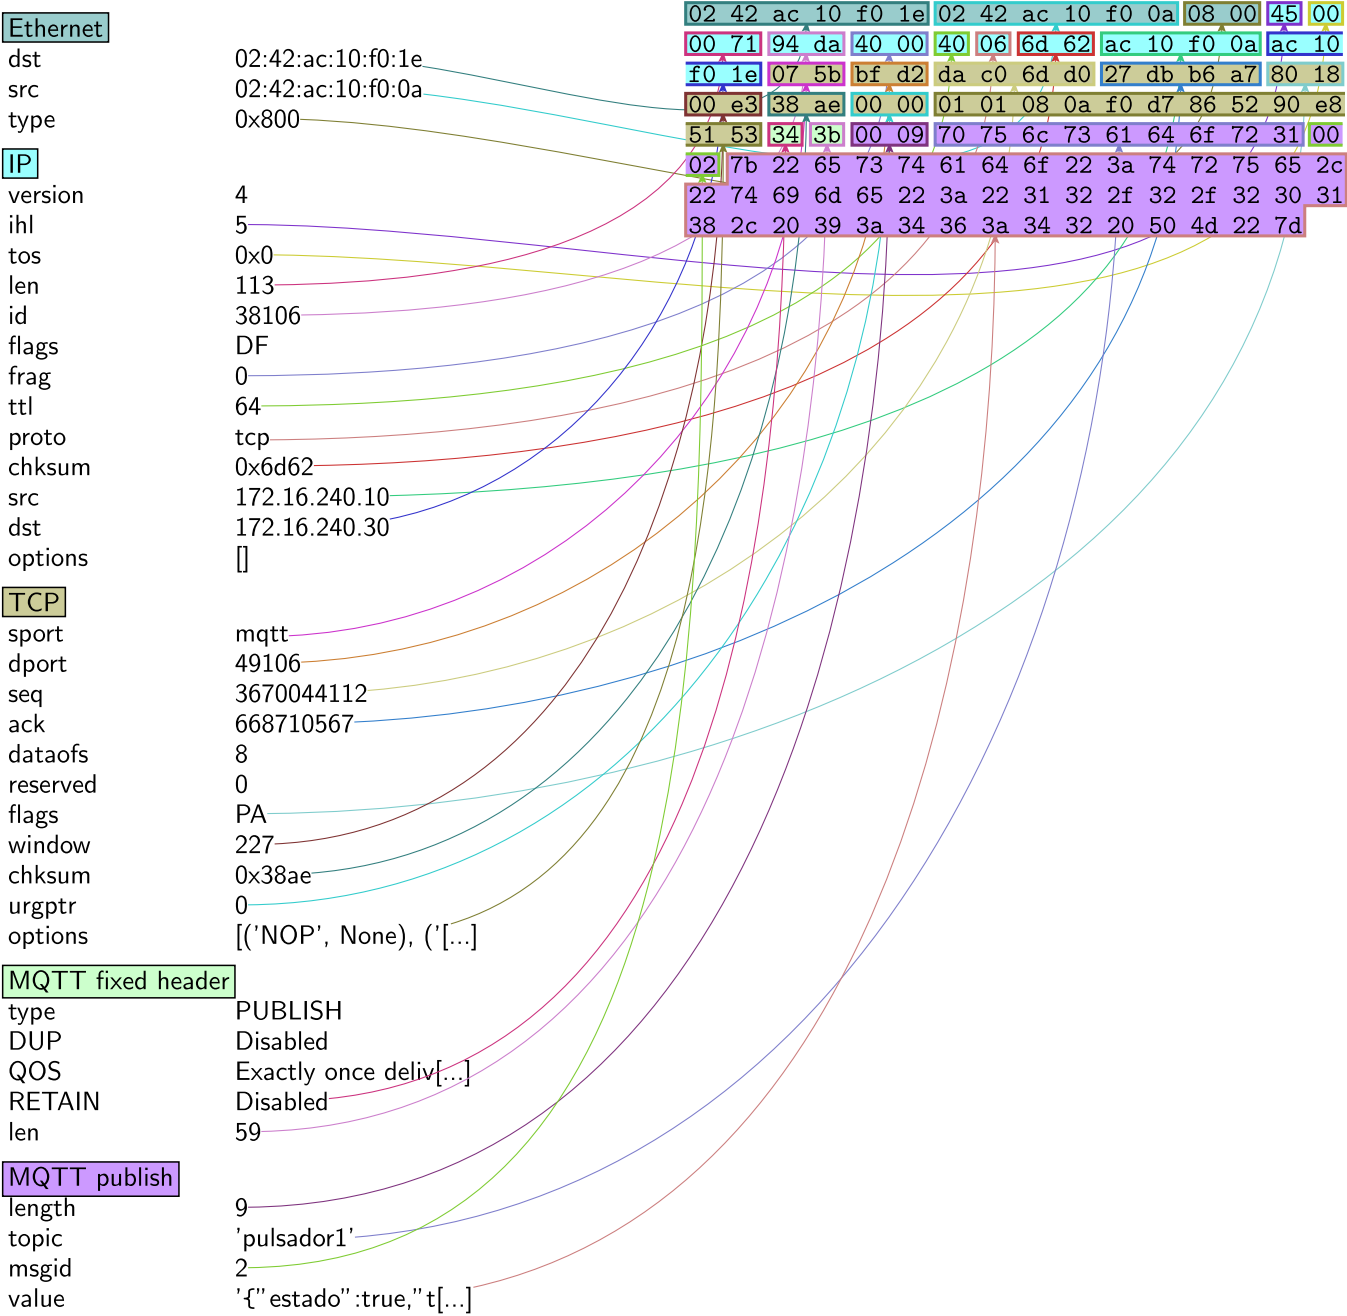 Ethernet
dst 02:42:ac:10:f0:1e
src 02:42:ac:10:f0:0a
type 0x800
IP
version 4
ihl 5
tos 0x0
len 113
id 38106
flags DF
frag 0
ttl 64
proto tcp
chksum 0x6d62
src 172.16.240.10
dst 172.16.240.30
options []
TCP
sport mqtt
dport 49106
seq 3670044112
ack 668710567
dataofs 8
reserved 0
flags PA
window 227
chksum 0x38ae
urgptr 0
options [('NOP', None), ('[...]
MQTT fixed header
type PUBLISH
DUP Disabled
QOS Exactly once deliv[...]
RETAIN Disabled
len 59
MQTT publish
length 9
topic 'pulsador1'
msgid 2
value '{"estado":true,"t[...]
02 42 ac 10 f0 1e 02 42 ac 10 f0 0a 08 00 45 00
00 71 94 da 40 00 40 06 6d 62 ac 10 f0 0a ac 10
f0 1e 07 5b bf d2 da c0 6d d0 27 db b6 a7 80 18
00 e3 38 ae 00 00 01 01 08 0a f0 d7 86 52 90 e8
51 53 34 3b 00 09 70 75 6c 73 61 64 6f 72 31 00
02 7b 22 65 73 74 61 64 6f 22 3a 74 72 75 65 2c
22 74 69 6d 65 22 3a 22 31 32 2f 32 2f 32 30 31
38 2c 20 39 3a 34 36 3a 34 32 20 50 4d 22 7d